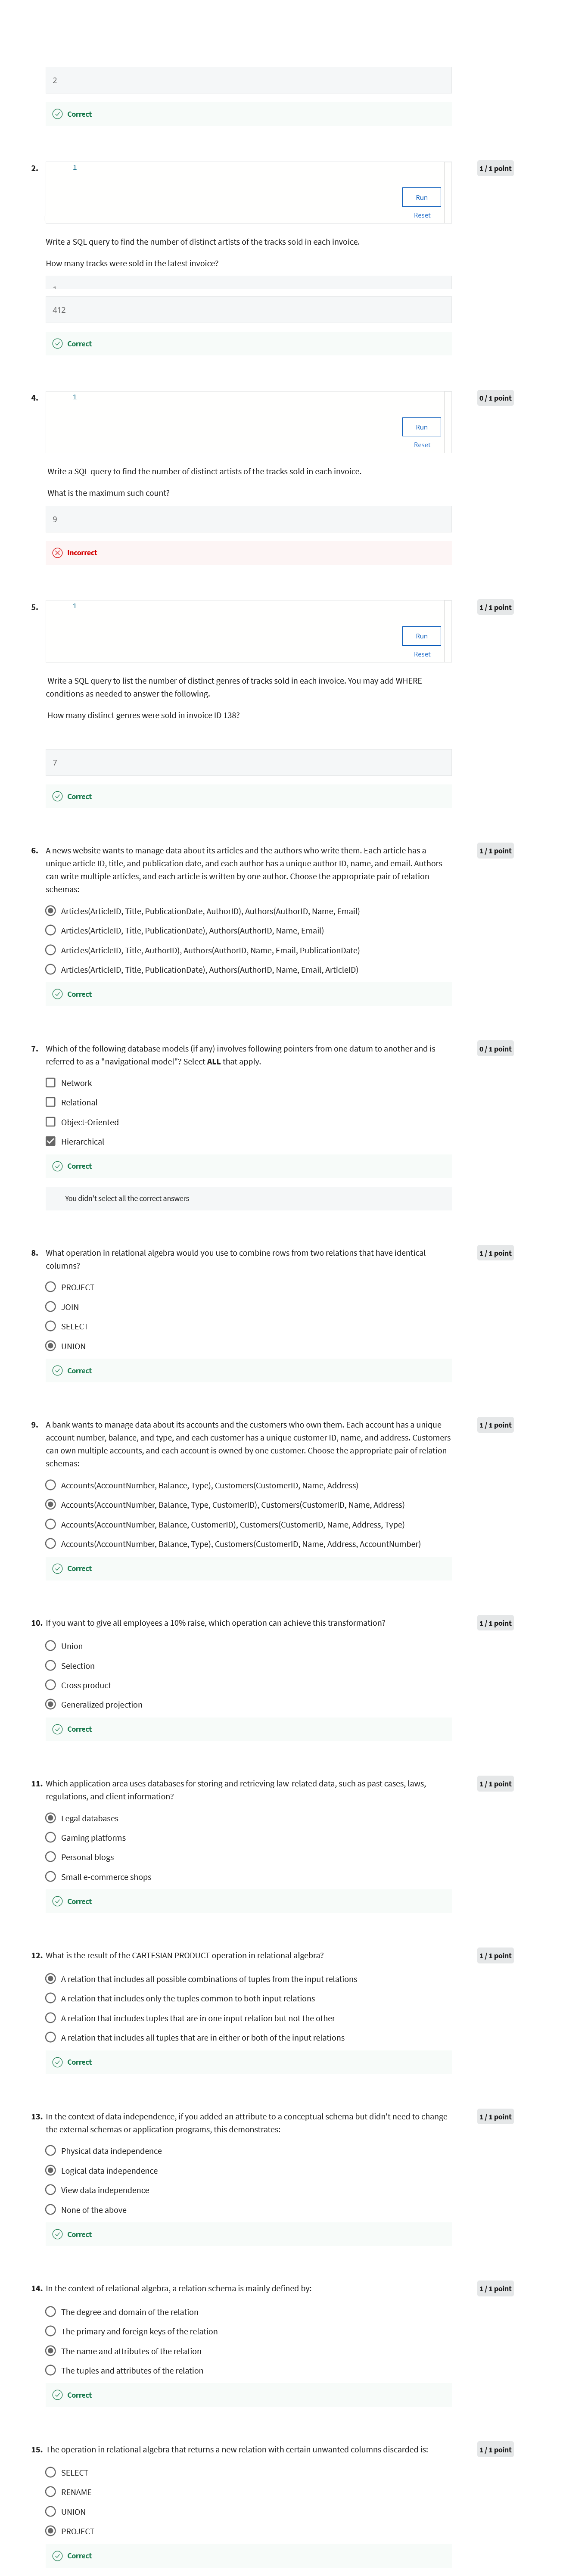 2
Correct
2.
1
1 / 1 point
Run
Reset
Write a SQL query to find the number of distinct artists of the tracks sold in each invoice.
How many tracks were sold in the latest invoice?
412
Correct
4.
1
0 / 1 point
Run
Reset
Write a SQL query to find the number of distinct artists of the tracks sold in each invoice.
What is the maximum such count?
9
Incorrect
5.
1
1 / 1 point
Run
Reset
Write a SQL query to list the number of distinct genres of tracks sold in each invoice. You may add WHERE
conditions as needed to answer the following.
How many distinct genres were sold in invoice ID 138?
7
Correct
6. A news website wants to manage data about its articles and the authors who write them. Each article has a
1 / 1 point
unique article ID, title, and publication date, and each author has a unique author ID, name, and email. Authors
can write multiple articles, and each article is written by one author. Choose the appropriate pair of relation
schemas:
Articles(ArticleID, Title, PublicationDate, AuthorID), Authors(AuthorID, Name, Email)
Articles(ArticleID, Title, PublicationDate), Authors(AuthorID, Name, Email)
Articles(ArticleID, Title, AuthorID), Authors(AuthorID, Name, Email, PublicationDate)
Articles(ArticleID, Title, PublicationDate), Authors(AuthorID, Name, Email, ArticleID)
Correct
7. Which of the following database models (if any) involves following pointers from one datum to another and is
0 / 1 point
referred to as a "navigational model"? Select ALL that apply.
Network
Relational
Object-Oriented
Hierarchical
Correct
You didn't select all the correct answers
8. What operation in relational algebra would you use to combine rows from two relations that have identical
1 / 1 point
columns?
PROJECT
JOIN
SELECT
UNION
Correct
9. A bank wants to manage data about its accounts and the customers who own them. Each account has a unique
1 / 1 point
account number, balance, and type, and each customer has a unique customer ID, name, and address. Customers
can own multiple accounts, and each account is owned by one customer. Choose the appropriate pair of relation
schemas:
Accounts(AccountNumber, Balance, Type), Customers(CustomerID, Name, Address)
Accounts(AccountNumber, Balance, Type, CustomerID), Customers(CustomerID, Name, Address)
Accounts(AccountNumber, Balance, CustomerID), Customers(CustomerID, Name, Address, Type)
Accounts(AccountNumber, Balance, Type), Customers(CustomerID, Name, Address, AccountNumber)
Correct
10. If you want to give all employees a 10% raise, which operation can achieve this transformation?
1 / 1 point
Union
Selection
Cross product
Generalized projection
Correct
11. Which application area uses databases for storing and retrieving law-related data, such as past cases, laws,
1 / 1 point
regulations, and client information?
Legal databases
Gaming platforms
Personal blogs
Small e-commerce shops
Correct
12. What is the result of the CARTESIAN PRODUCT operation in relational algebra?
1 / 1 point
A relation that includes all possible combinations of tuples from the input relations
A relation that includes only the tuples common to both input relations
A relation that includes tuples that are in one input relation but not the other
A relation that includes all tuples that are in either or both of the input relations
Correct
13. In the context of data independence, if you added an attribute to a conceptual schema but didn't need to change
1 / 1 point
the external schemas or application programs, this demonstrates:
Physical data independence
Logical data independence
View data independence
None of the above
Correct
14. In the context of relational algebra, a relation schema is mainly defined by:
1 / 1 point
The degree and domain of the relation
The primary and foreign keys of the relation
The name and attributes of the relation
The tuples and attributes of the relation
Correct
15. The operation in relational algebra that returns a new relation with certain unwanted columns discarded is:
1 / 1 point
SELECT
RENAME
UNION
PROJECT
Correct